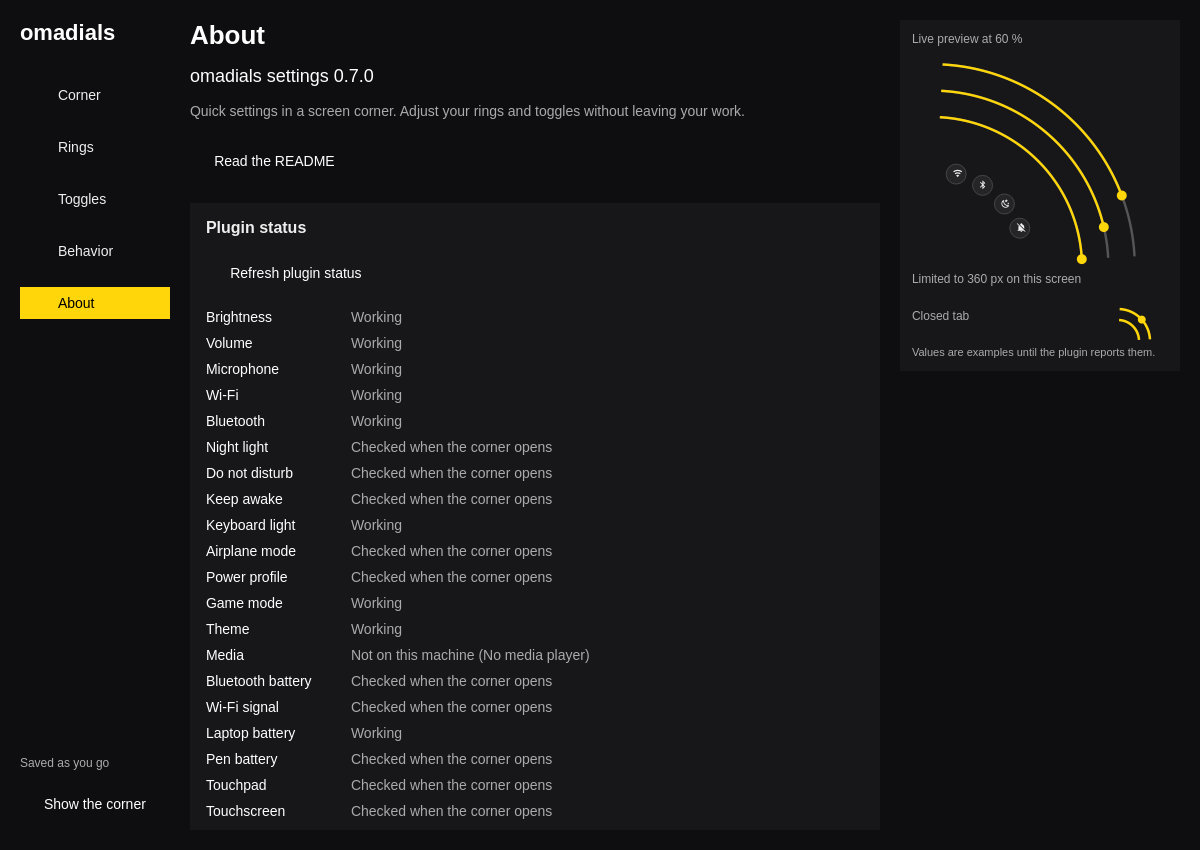 omadials
Corner
Rings
Toggles
Behavior
About
Saved as you go
Show the corner
About
omadials settings 0.7.0
Quick settings in a screen corner. Adjust your rings and toggles without leaving your work.
Read the README
Plugin status
Refresh plugin status
Brightness Working
Volume Working
Microphone Working
Wi-Fi Working
Bluetooth Working
Night light Checked when the corner opens
Do not disturb Checked when the corner opens
Keep awake Checked when the corner opens
Keyboard light Working
Airplane mode Checked when the corner opens
Power profile Checked when the corner opens
Game mode Working
Theme Working
Media Not on this machine (No media player)
Bluetooth battery Checked when the corner opens
Wi-Fi signal Checked when the corner opens
Laptop battery Working
Pen battery Checked when the corner opens
Touchpad Checked when the corner opens
Touchscreen Checked when the corner opens
Live preview at 60 %
Limited to 360 px on this screen
Closed tab
Values are examples until the plugin reports them.